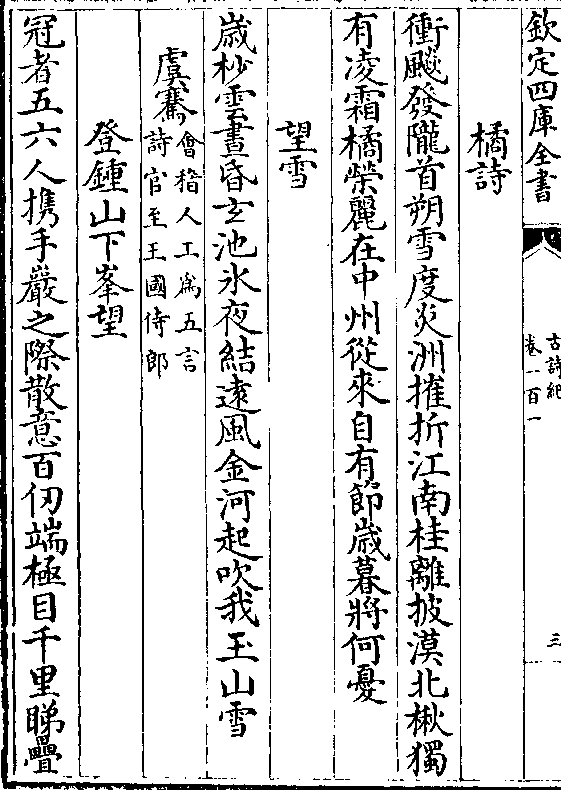 欽定四庫全書
古詩紀
卷一百一
三
橘詩
衝飈發隴首朔雪度炎洲摧折江南桂離披漠北楸獨
有凌霜橘榮麗在中州從來自有節歳暮將何憂
望雪
歳杪雲晝昏玄池氷夜結遠風金河起吹我玉山雪
虞騫
會稽人工為五言
詩官至王國侍郎
登鍾山下峯望
冠者五六人携手巖之際散意百仞端極目千里睇疊